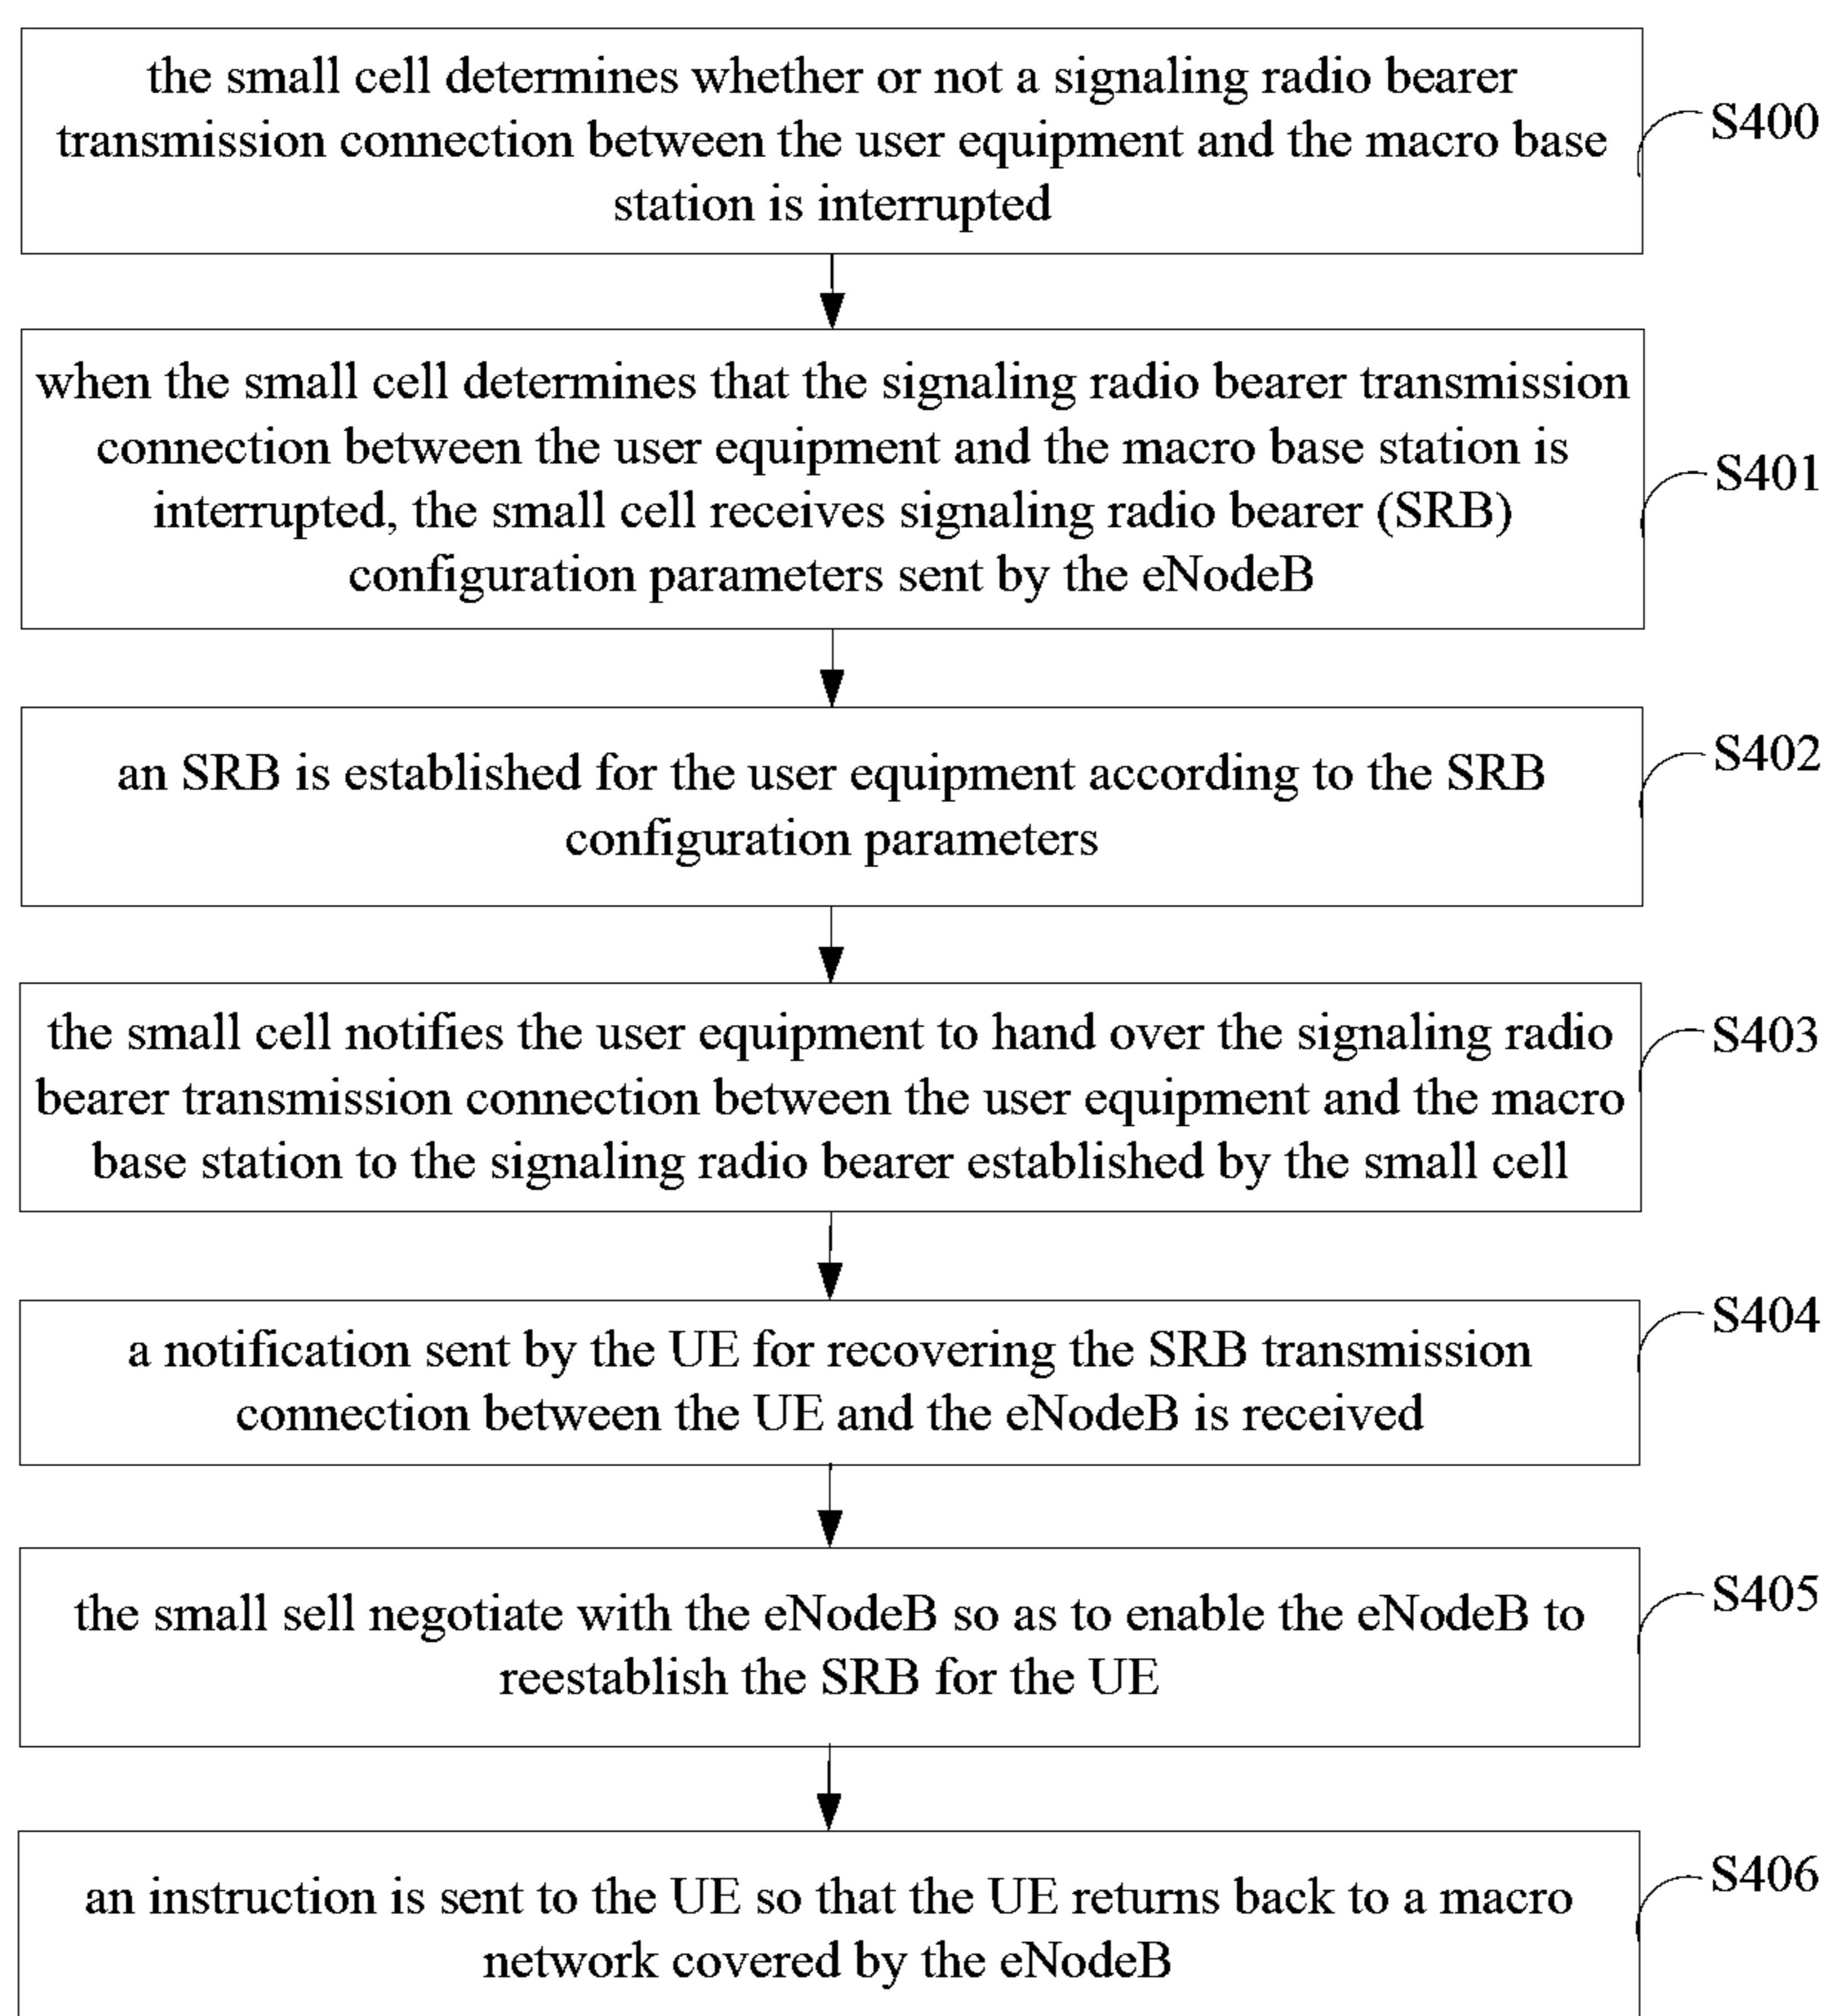 the small cell determines whether or not a signaling radio bearer
transmission connection between the user equipment and the macro base
station is interrupted
S400
when the small cell determines that the signaling radio bearer transmission
connection between the user equipment and the macro base station is
interrupted, the small cell receives signaling radio bearer (SRB)
configuration parameters sent by the eNodeB
S401
an SRB is established for the user equipment according to the SRB
configuration parameters
S402
the small cell notifies the user equipment to hand over the signaling radio
bearer transmission connection between the user equipment and the macro
base station to the signaling radio bearer established by the small cell
S403
a notification sent by the UE for recovering the SRB transmission
connection between the UE and the eNodeB is received
S404
the small sell negotiate with the eNodeB so as to enable the eNodeB to
reestablish the SRB for the UE
S405
an instruction is sent to the UE so that the UE returns back to a macro
network covered by the eNodeB
S406